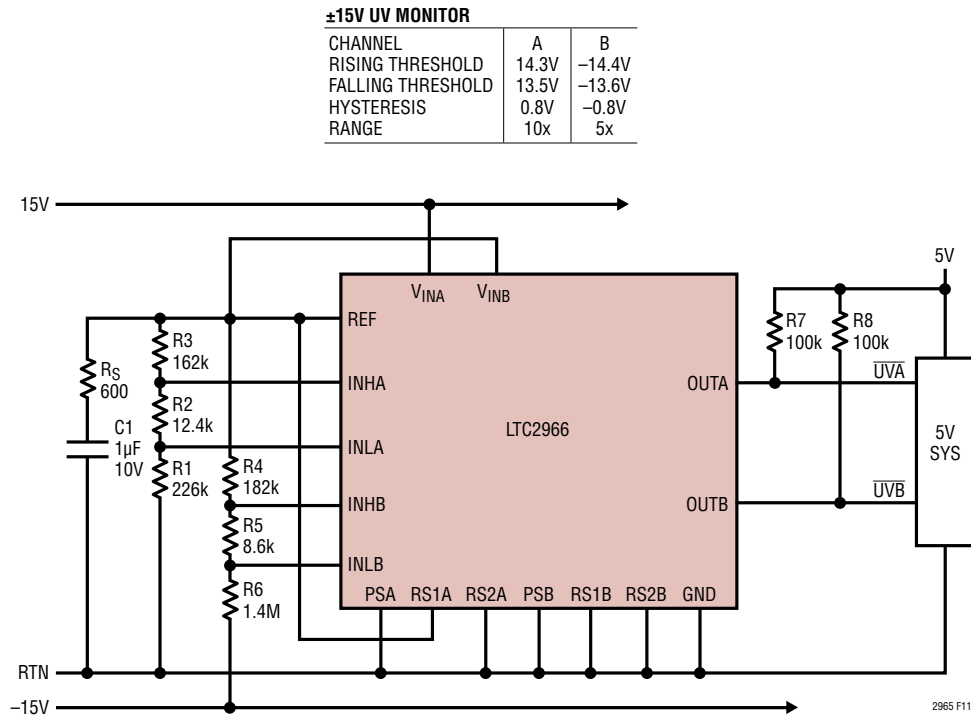 ±15V UV MONITOR
CHANNEL A B
RISING THRESHOLD 14.3V –14.4V
FALLING THRESHOLD 13.5V –13.6V
HYSTERESIS 0.8V –0.8V
RANGE 10x 5x
15V
5V
VINA VINB
REF
R3
162k
R7
100k
R8
100k
RS
600
INHA
OUTA
UVA
R2
12.4k
C1
1µF
10V
LTC2966
5V
SYS
INLA
R1
226k
R4
182k
INHB
OUTB
UVB
R5
8.6k
INLB
R6
1.4M
PSA RS1A RS2A PSB RS1B RS2B GND
RTN
–15V
2965 F11